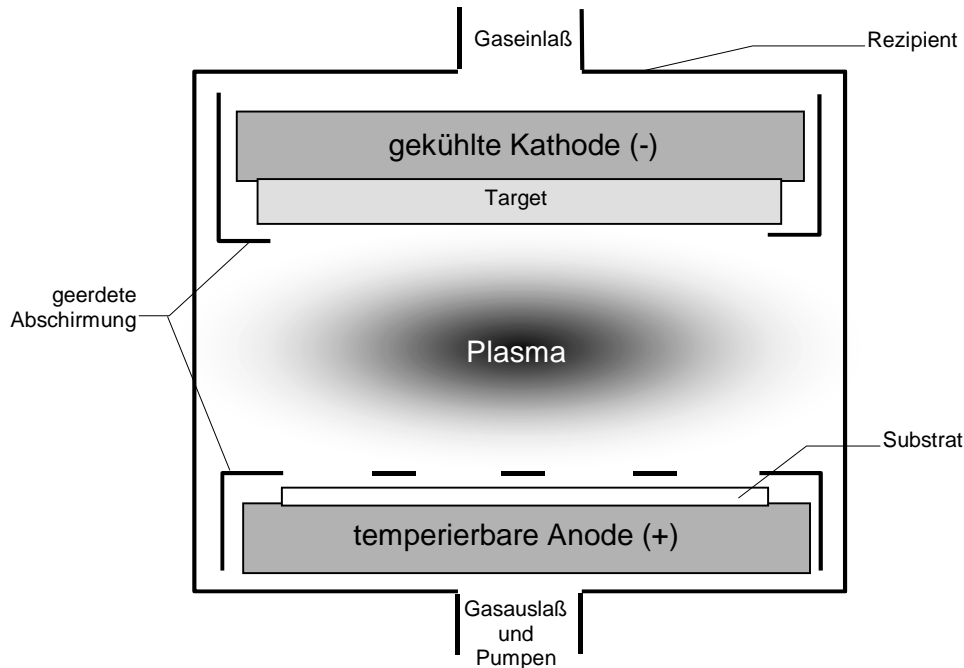 Gaseinlaß
Rezipient
gekühlte Kathode (-)
Target
geerdete
Abschirmung
Plasma
Substrat
temperierbare Anode (+)
Gasauslaß
und
Pumpen